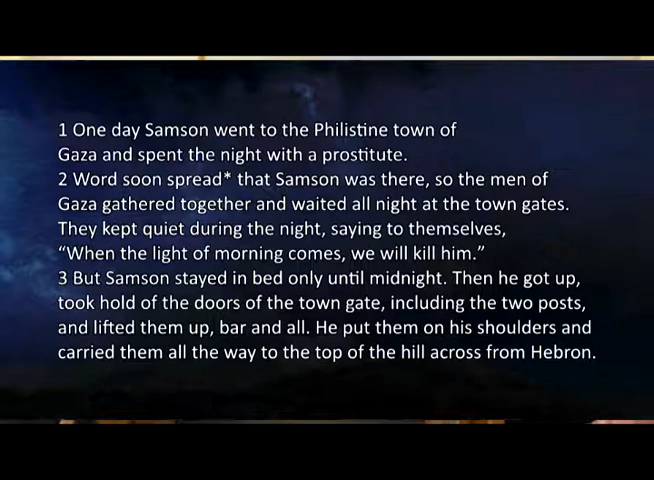 1 One day Samson went to the Philistine town of
Gaza and spent the night with a prostitute.
2 Word soon spread* that Samson was there, so the men of
Gaza gathered together and waited all night at the town gates.
They kept quiet during the night, saying to themselves,
“When the light of morning comes, we will kill him.”
3 But Samson stayed in bed only until midnight. Then he got up,
took hold of the doors of the town gate, including the two posts,
and lifted them up, bar and all. He put them on his shoulders and
carried them all the way to the top of the hill across from Hebron.